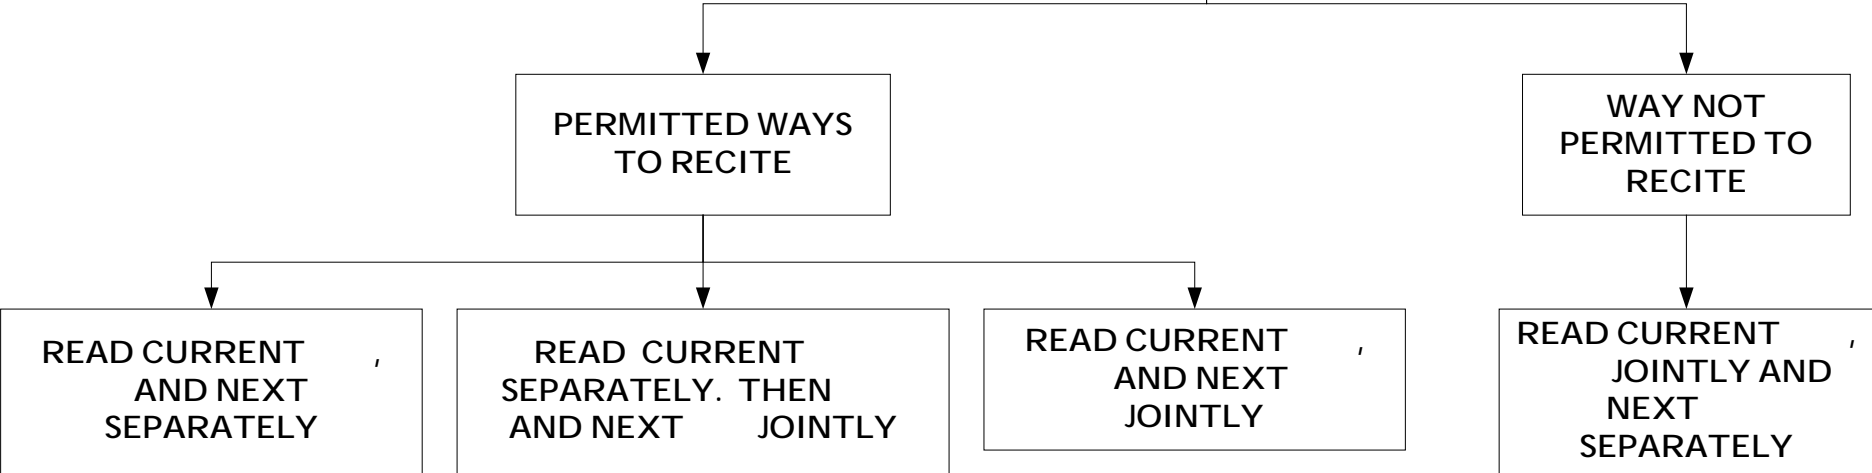 PERMITTED WAYS
TO RECITE
WAY NOT
PERMITTED TO
RECITE
READ CURRENT ,
AND NEXT
SEPARATELY
READ CURRENT
SEPARATELY. THEN
AND NEXT JOINTLY
READ CURRENT ,
AND NEXT
JOINTLY
READ CURRENT ,
JOINTLY AND
NEXT
SEPARATELY